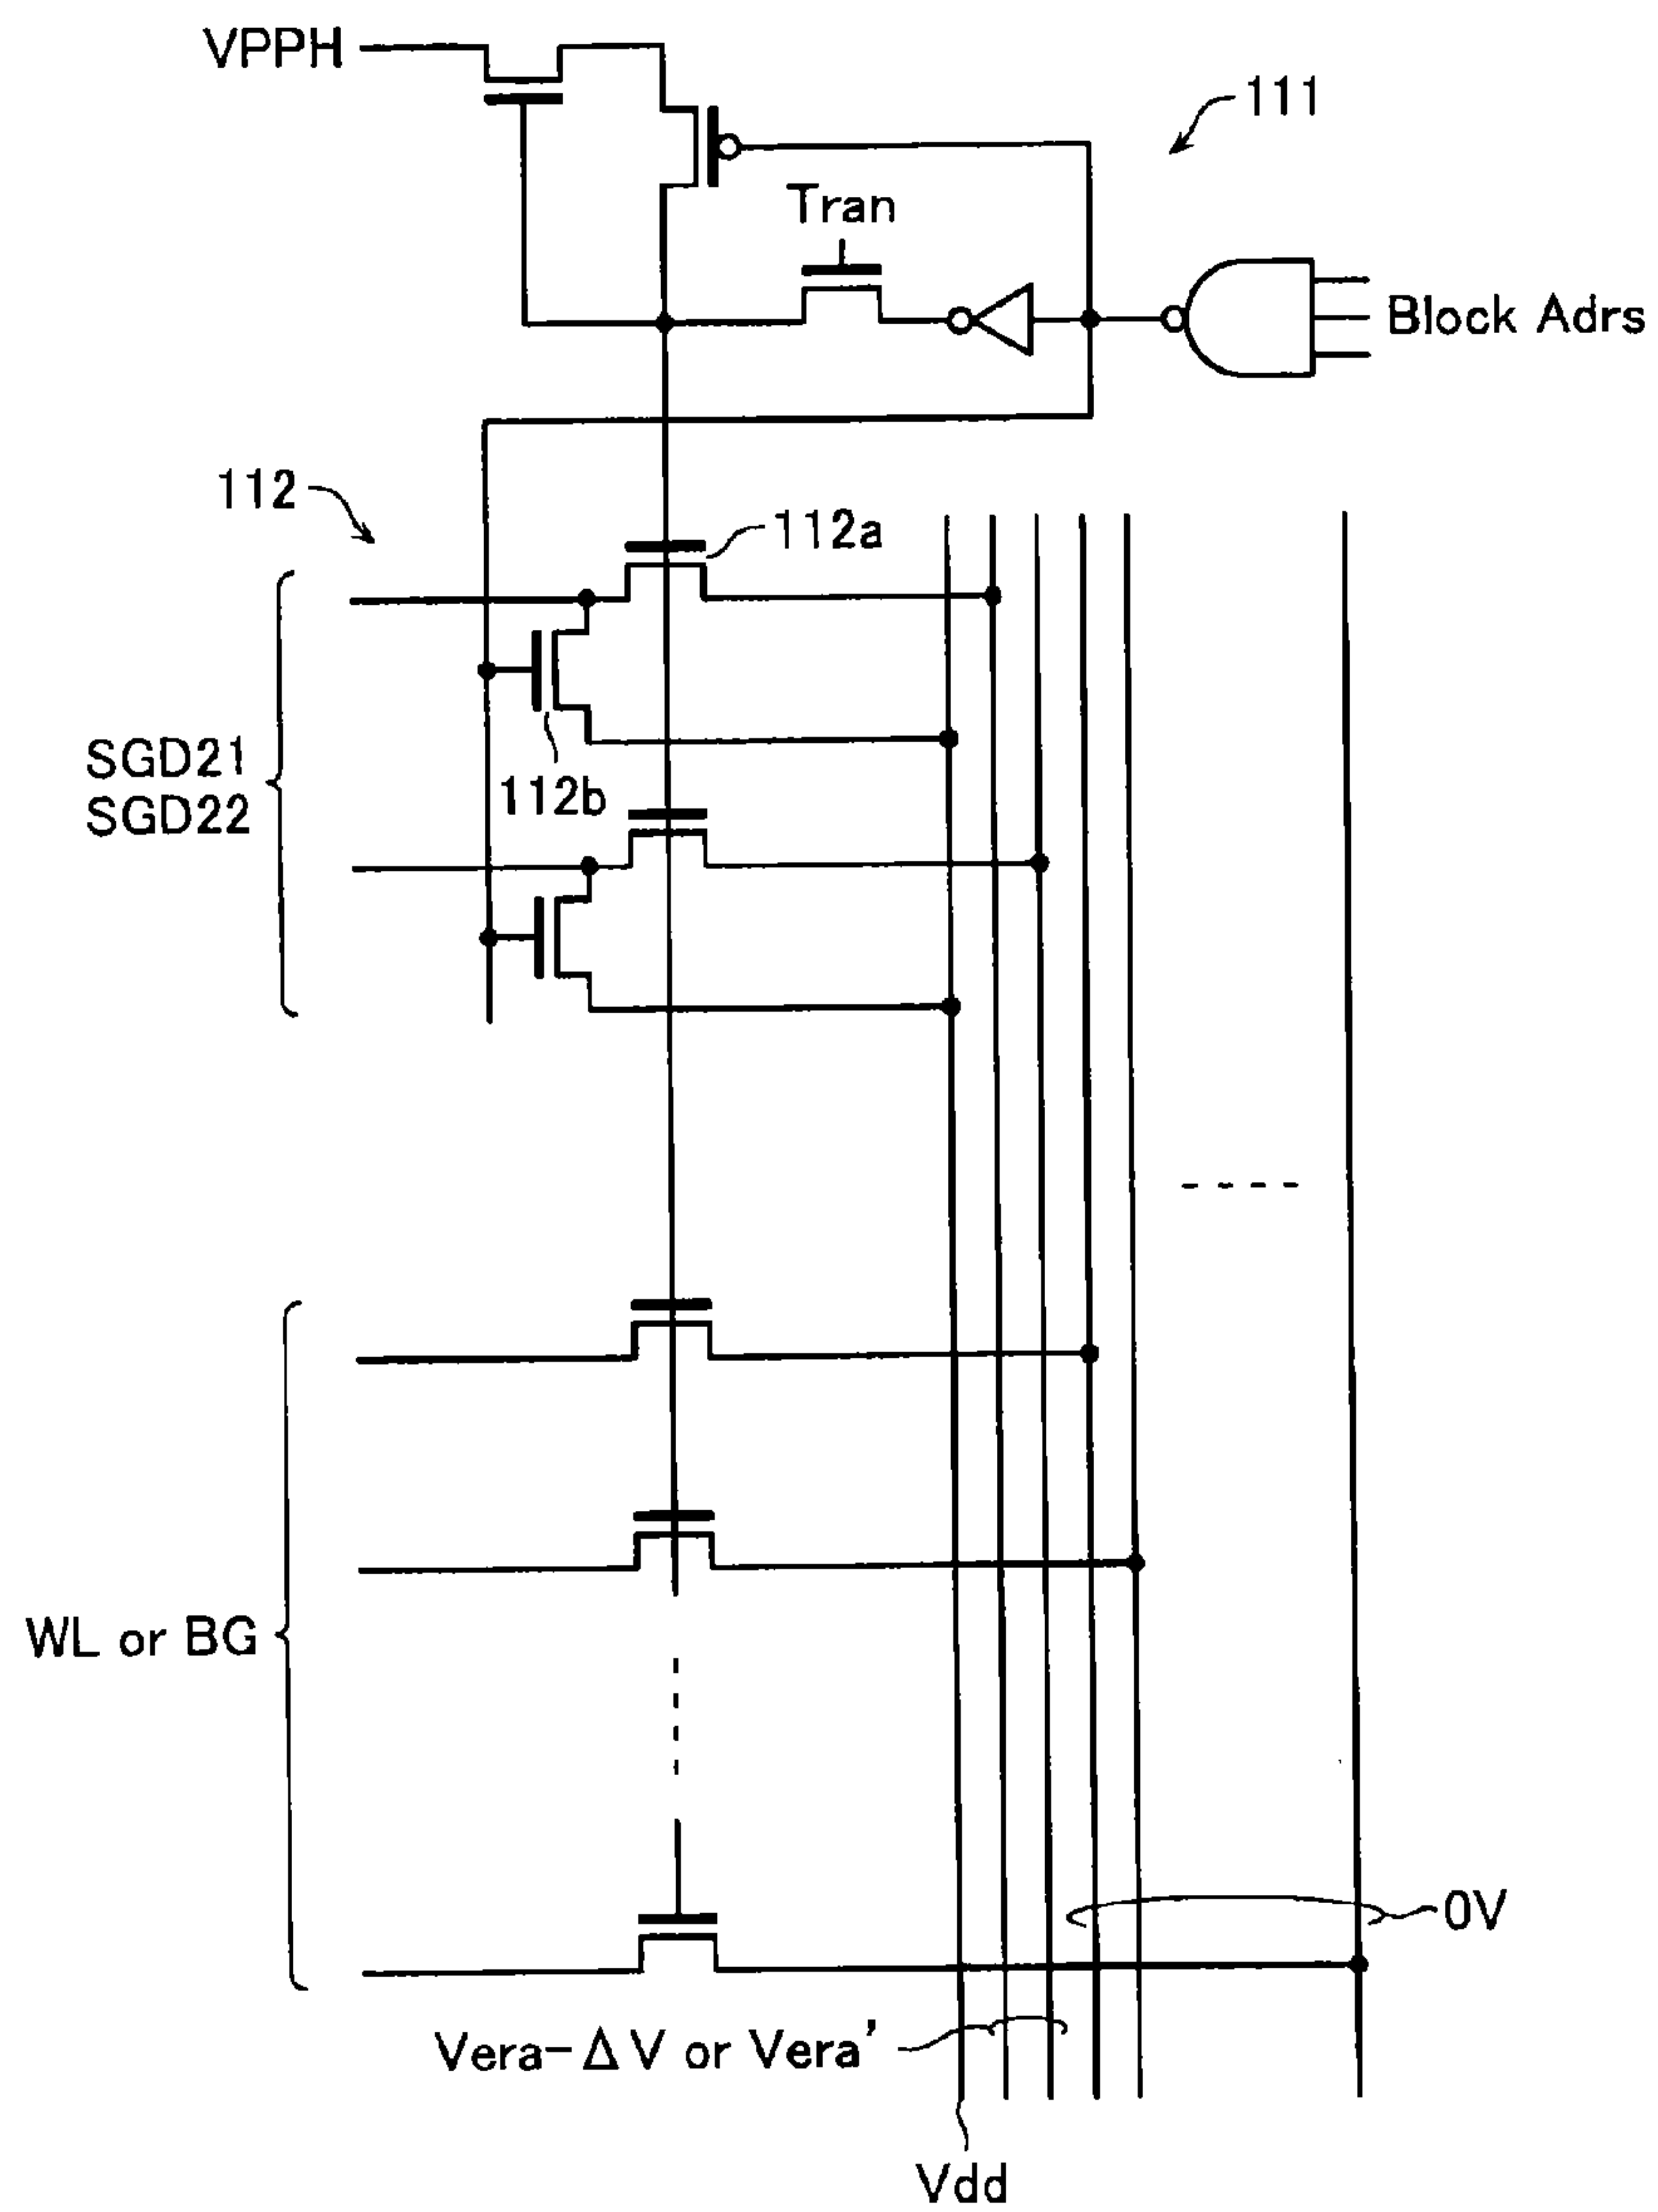 VPPH
111
Tran
Block Adrs
112
112a
SGD21
SGD22
112b
WL or BG
0V
Vera-ΔV or Vera'
Vdd